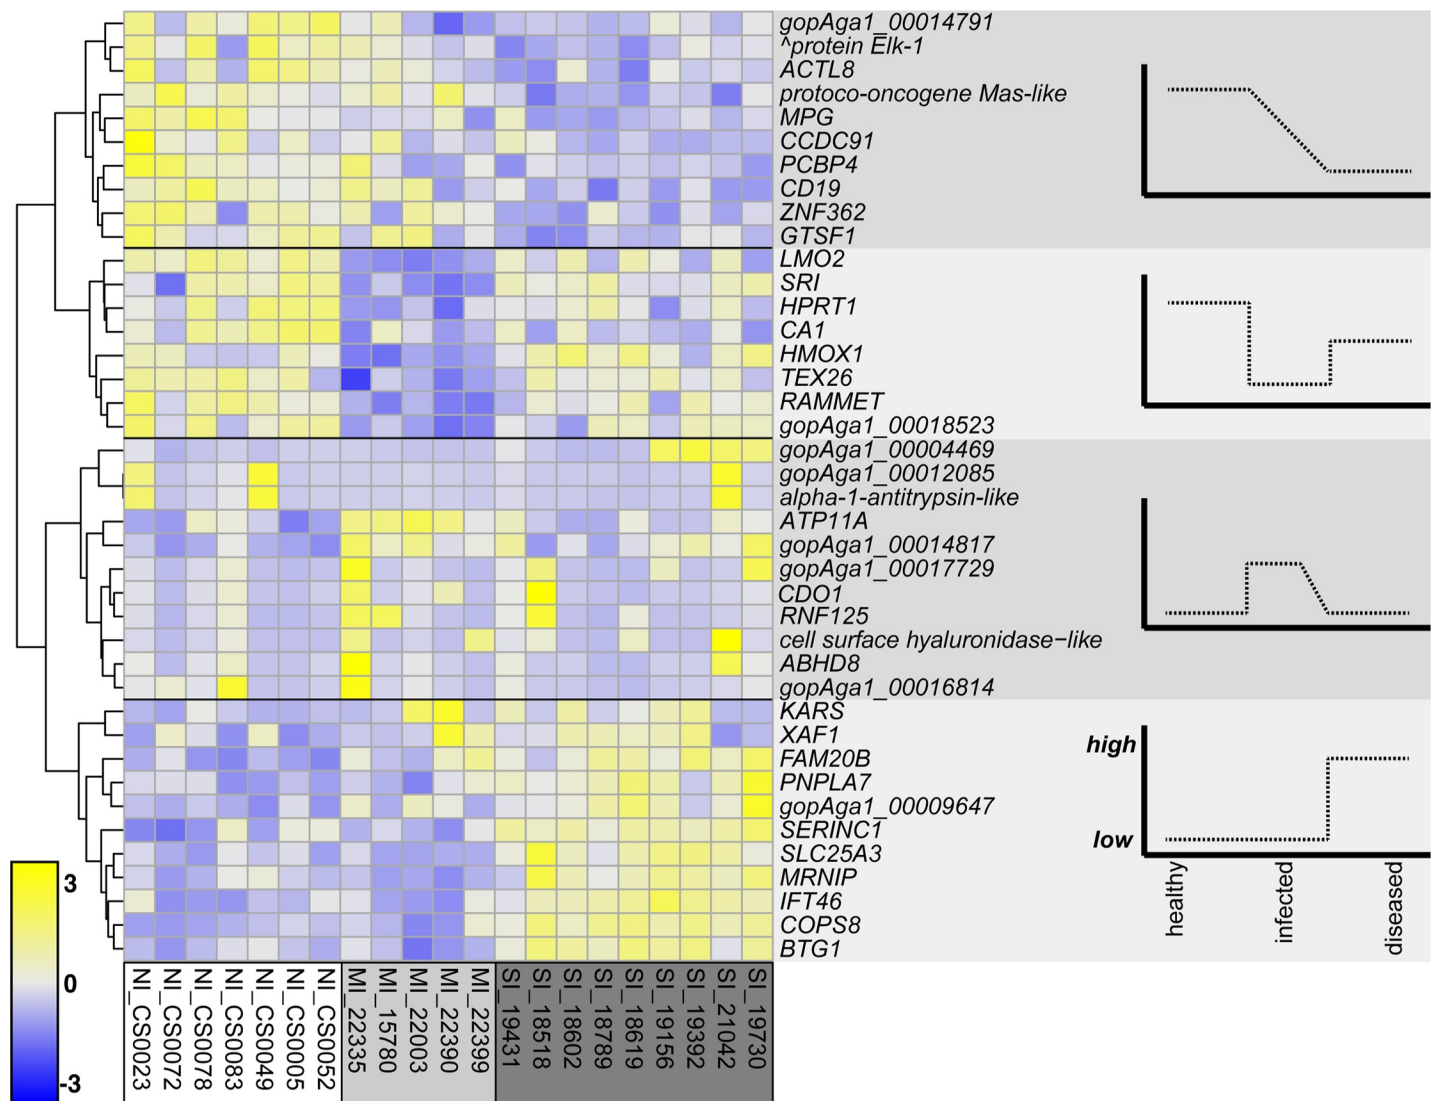 gopAga1_00014791
^protein Elk-1
ACTL8
protoco-oncogene Mas-like
MPG
CCDC91
PCBP4
CD19
ZNF362
GTSF1
LMO2
SRI
HPRT1
CA1
HMOX1
TEX26
RAMMET
gopAga1_00018523
gopAga1_00004469
gopAga1_00012085
alpha-1-antitrypsin-like
ATP11A
gopAga1_00014817
gopAga1_00017729
CDO1
RNF125
cell surface hyaluronidase−like
ABHD8
gopAga1_00016814
KARS
XAF1
FAM20B
PNPLA7
gopAga1_00009647
SERINC1
SLC25A3
MRNIP
IFT46
COPS8
BTG1
high
low
healthy
infected
diseased
3
0
-3
NI_CS0023
NI_CS0072
NI_CS0078
NI_CS0083
NI_CS0049
NI_CS0005
NI_CS0052
MI_22335
MI_15780
MI_22003
MI_22390
MI_22399
SI_19431
SI_18518
SI_18602
SI_18789
SI_18619
SI_19156
SI_19392
SI_21042
SI_19730